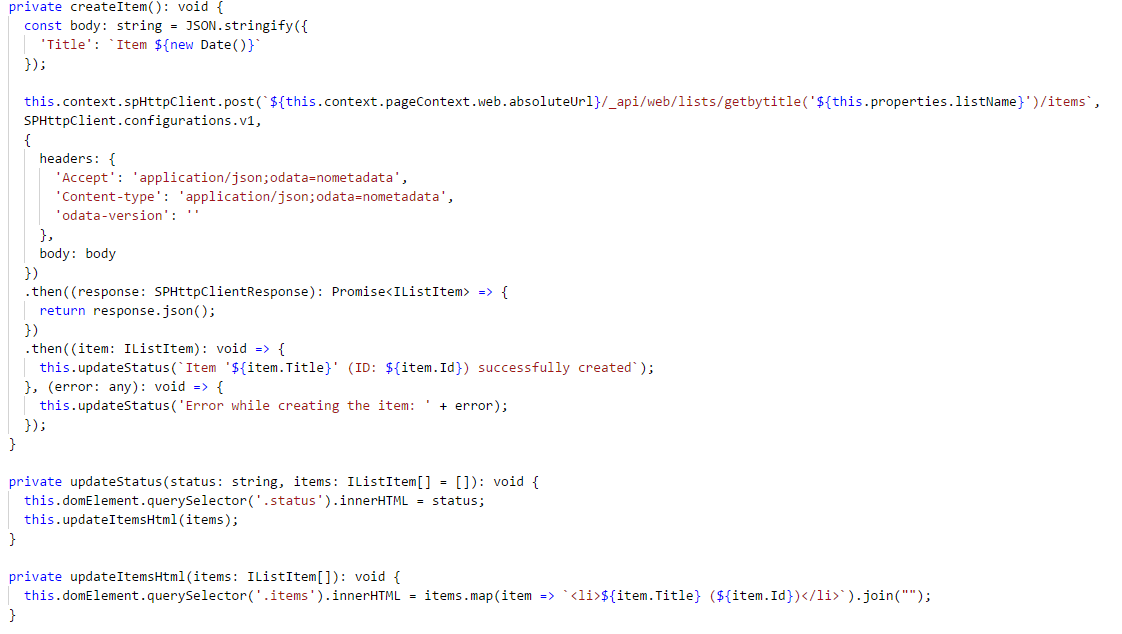 private createItem(): void {
  const body: string = JSON.stringify({
    'Title': `Item ${new Date()}`
  });

  this.context.spHttpClient.post(`${this.context.pageContext.web.absoluteUrl}/_api/web/lists/getbytitle('${this.properties.listName}')/items`,
  SPHttpClient.configurations.v1,
  {
    headers: {
      'Accept': 'application/json;odata=nometadata',
      'Content-type': 'application/json;odata=nometadata',
      'odata-version': ''
    },
    body: body
  })
  .then((response: SPHttpClientResponse): Promise<IListItem> => {
    return response.json();
  })
  .then((item: IListItem): void => {
    this.updateStatus(`Item '${item.Title}' (ID: ${item.Id}) successfully created`);
  }, (error: any): void => {
    this.updateStatus('Error while creating the item: ' + error);
  });
}

private updateStatus(status: string, items: IListItem[] = []): void {
  this.domElement.querySelector('.status').innerHTML = status;
  this.updateItemsHtml(items);
}

private updateItemsHtml(items: IListItem[]): void {
  this.domElement.querySelector('.items').innerHTML = items.map(item => `<li>${item.Title} (${item.Id})</li>`).join("");
}